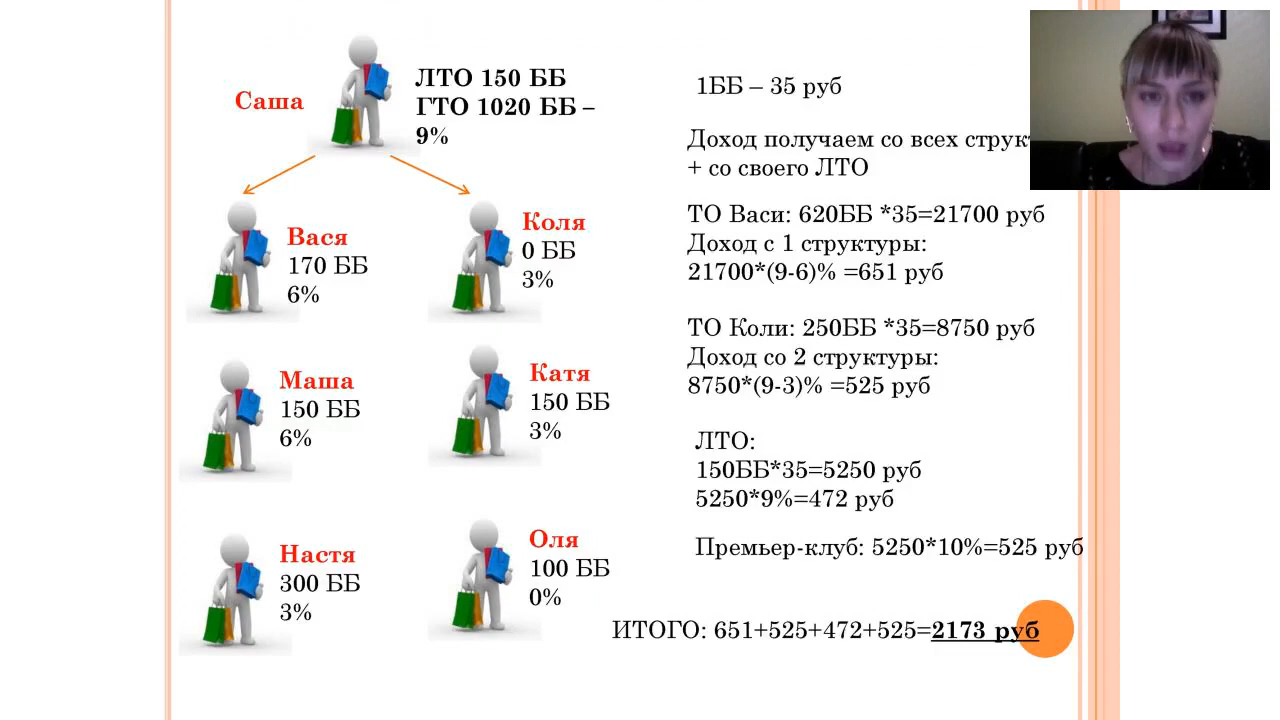 Саша
ЛТО 150 ББ
ГТО 1020 ББ –
9%
Вася
170 ББ
6%
Коля
0 ББ
3%
Маша
150 ББ
6%
Катя
150 ББ
3%
Настя
300 ББ
3%
Оля
100 ББ
0%
1ББ – 35 руб
Доход получаем со всех
+ со своего ЛТО
ТО Васи: 620ББ *35=21700 руб
Доход с 1 структуры:
21700*(9-6)% =651 руб
ТО Коли: 250ББ *35=8750 руб
Доход со 2 структуры:
8750*(9-3)% =525 руб
ЛТО:
150ББ*35=5250 руб
5250*9%=472 руб
Премьер-клуб: 5250*10%=525 руб
ИТОГО: 651+525+472+525=2173 руб